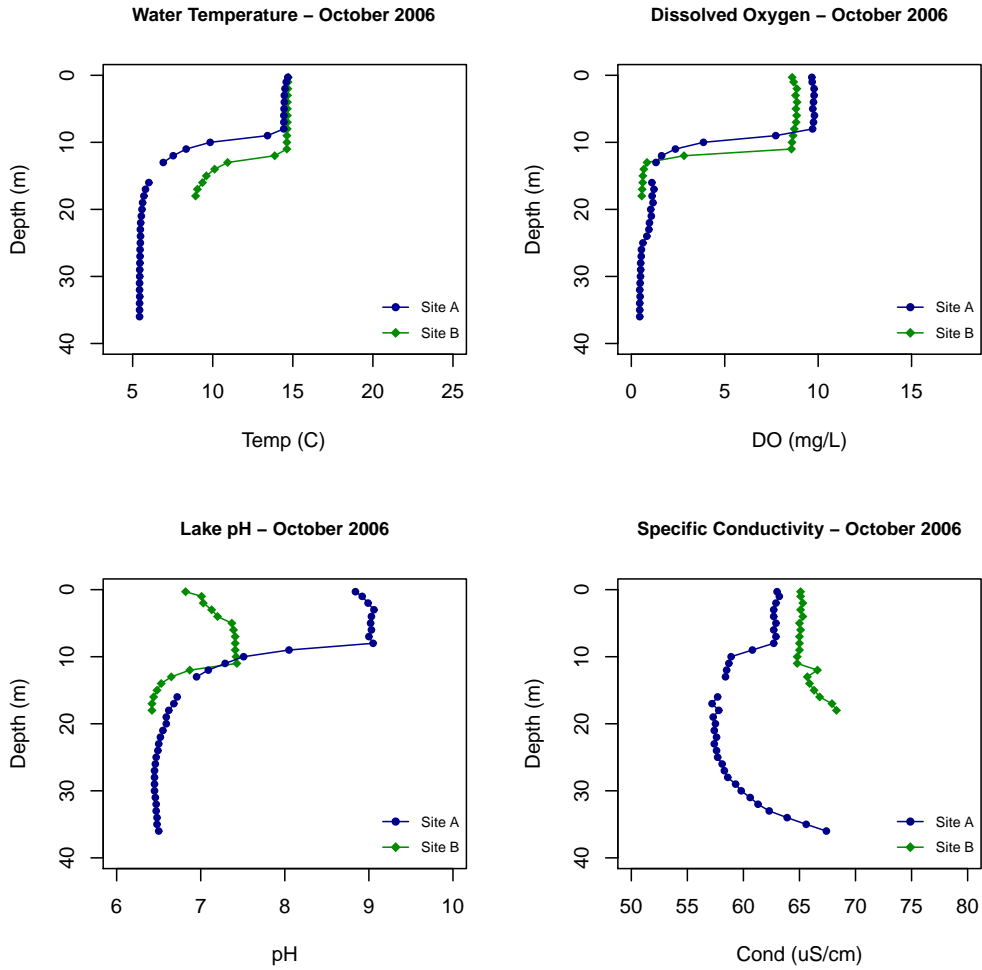 Water Temperature – October 2006
0
10
20
30
40
Depth (m)
5 10 15 20 25
Temp (C)
Site A
Site B
Dissolved Oxygen – October 2006
0
10
20
30
40
Depth (m)
0 5 10 15
DO (mg/L)
Site A
Site B
Lake pH – October 2006
0
10
20
30
40
Depth (m)
6 7 8 9 10
pH
Site A
Site B
Specific Conductivity – October 2006
0
10
20
30
40
Depth (m)
50 55 60 65 70 75 80
Cond (uS/cm)
Site A
Site B